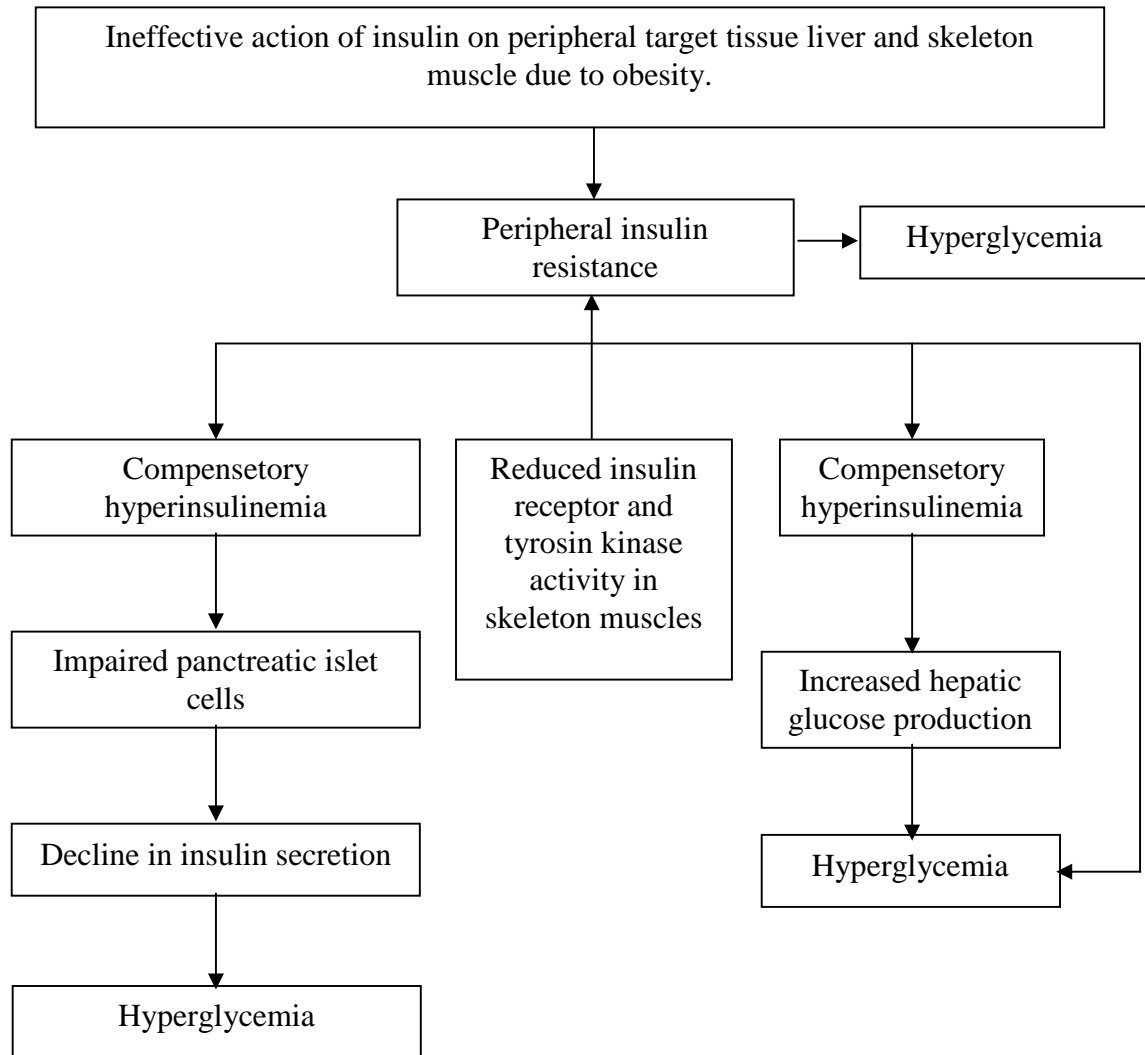 Ineffective action of insulin on peripheral target tissue liver and skeleton
muscle due to obesity.
Peripheral insulin
resistance
Hyperglycemia
Compensetory
hyperinsulinemia
Reduced insulin
receptor and
tyrosin kinase
activity in
skeleton muscles
Compensetory
hyperinsulinemia
Impaired panctreatic islet
cells
Increased hepatic
glucose production
Decline in insulin secretion
Hyperglycemia
Hyperglycemia